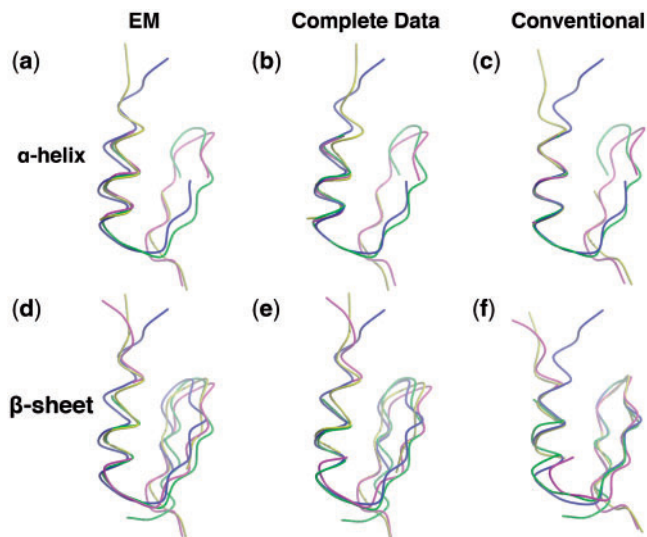 EM Complete Data Conventional
(a) (b) (c)
α-helix
(d) (e) (f)
β-sheet